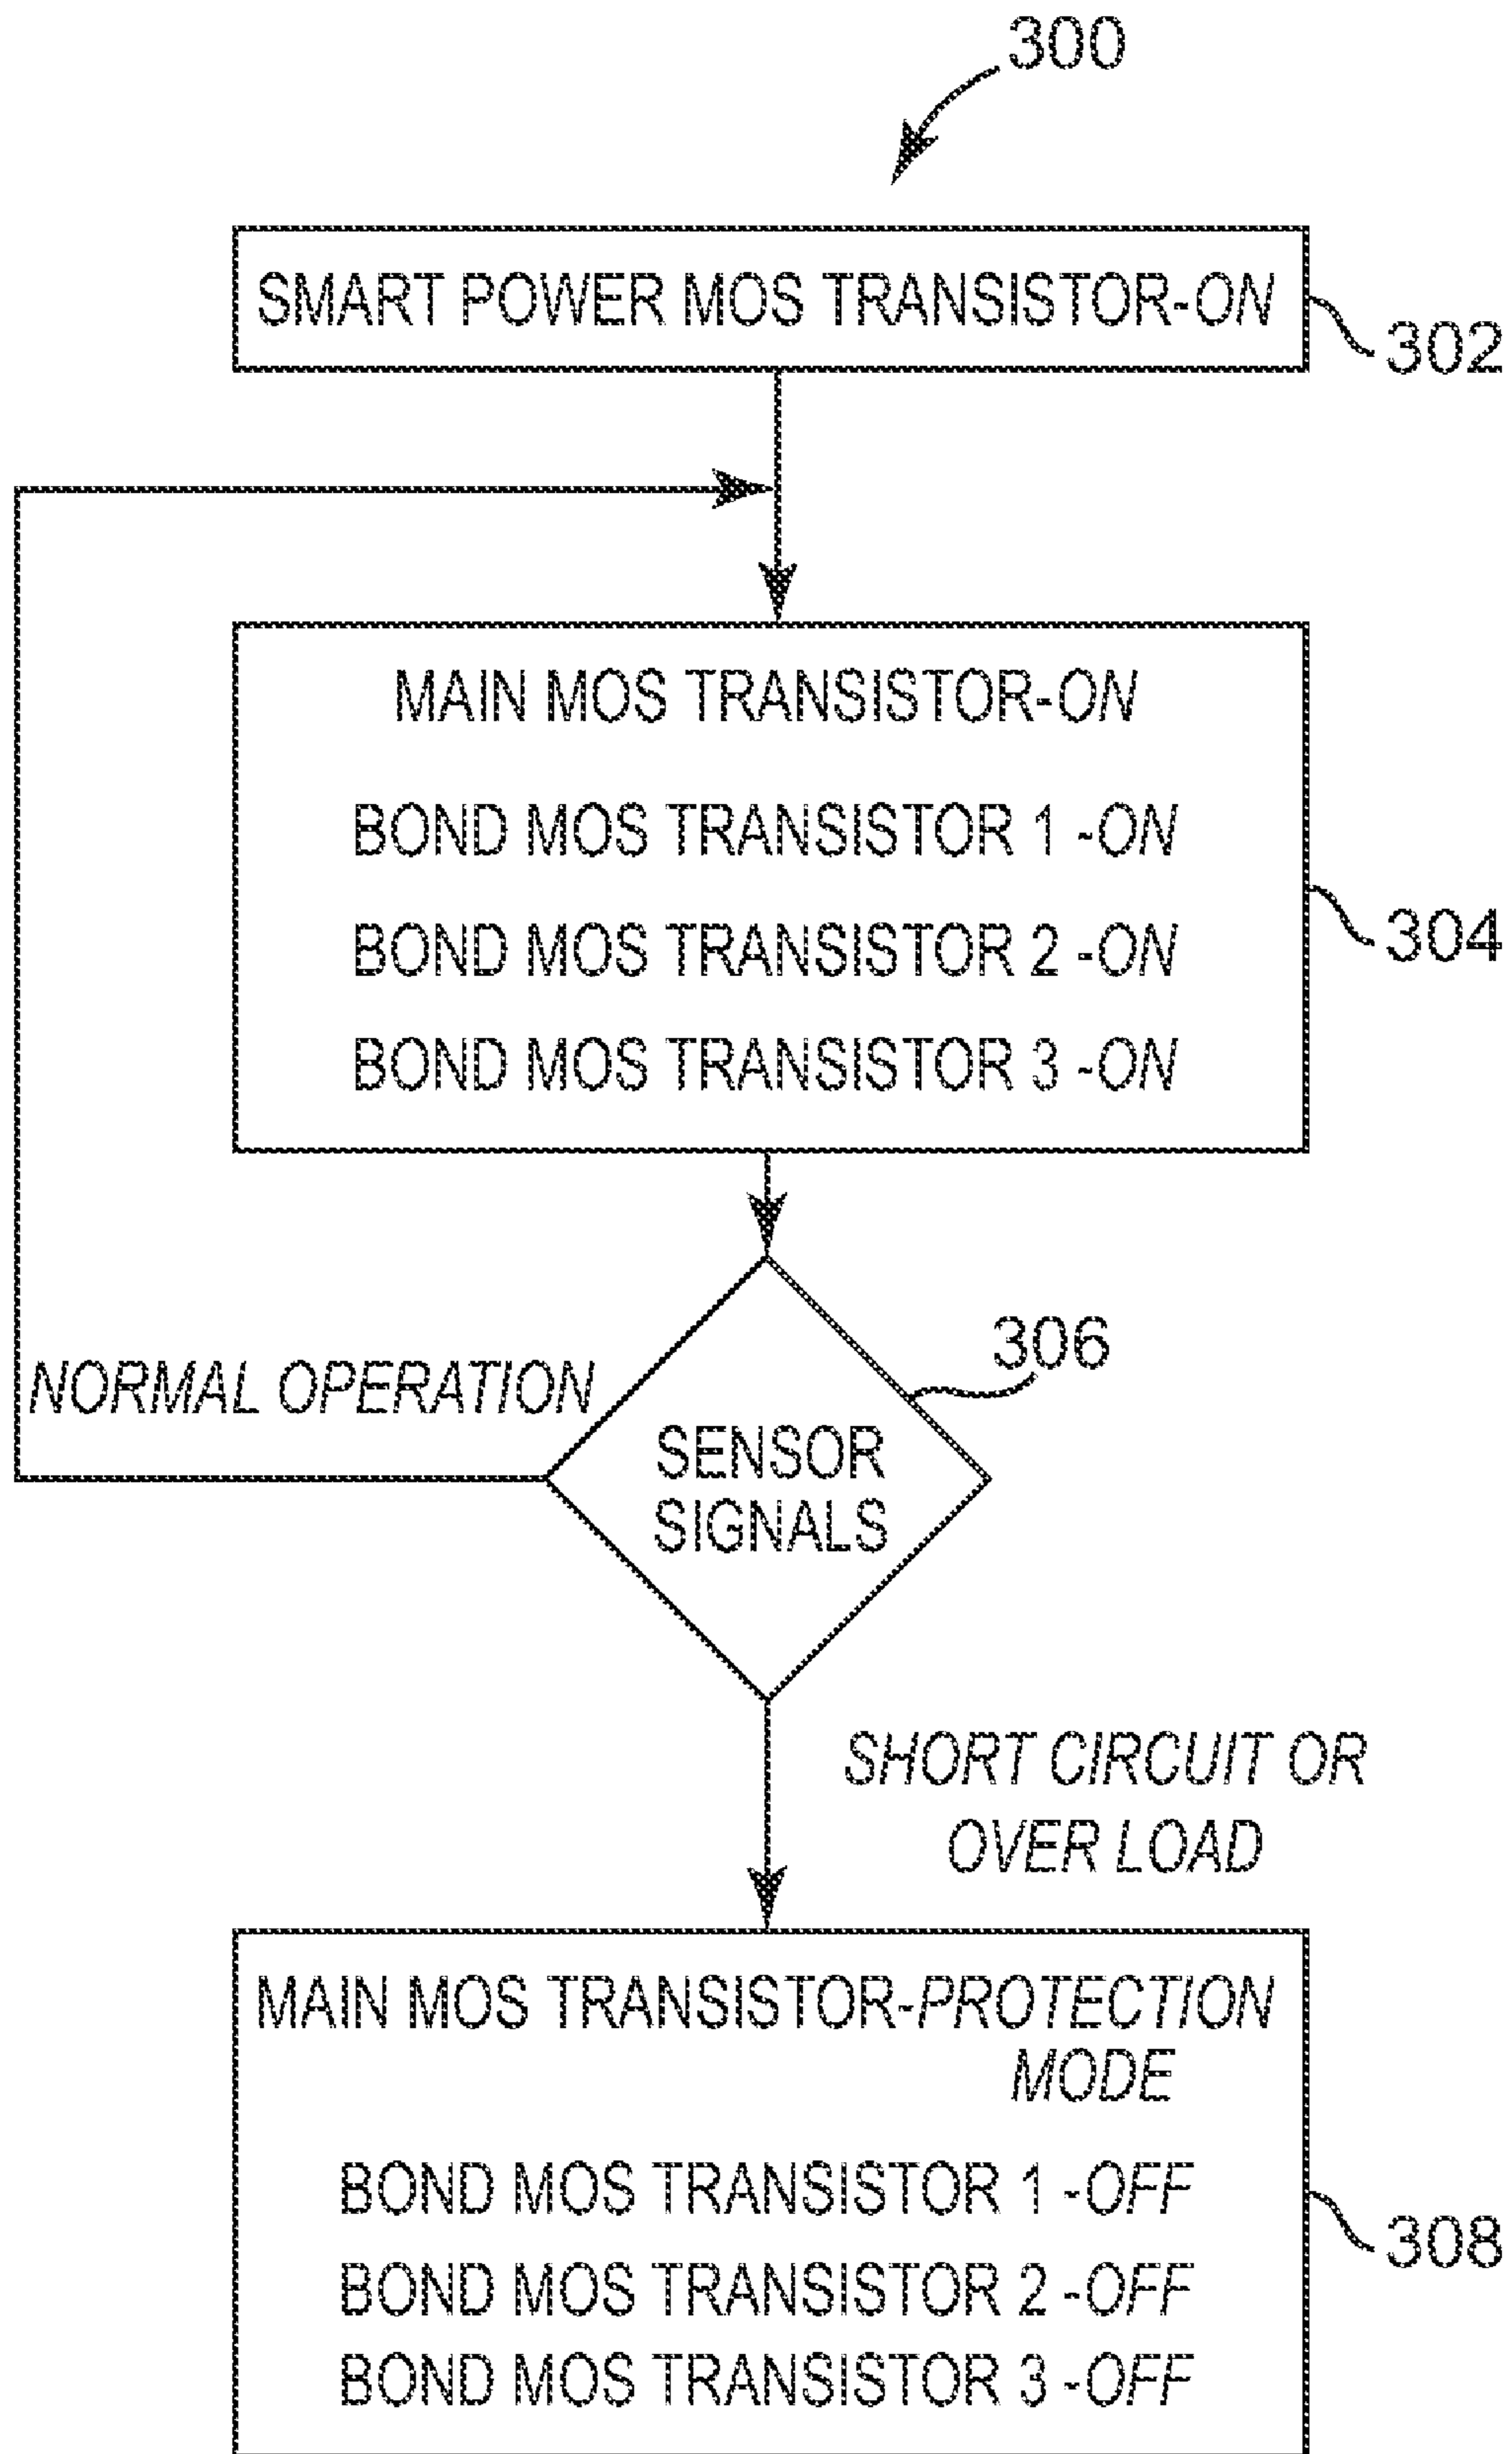 300
SMART POWER MOS TRANSISTOR-ON
302
MAIN MOS TRANSISTOR-ON
BOND MOS TRANSISTOR 1 -ON
BOND MOS TRANSISTOR 2 -ON
304
BOND MOS TRANSISTOR 3 -ON
306
NORMAL OPERATION
SENSOR
SIGNALS
SHORT CIRCUIT OR
OVER LOAD
MAIN MOS TRANSISTOR-PROTECTION
MODE
BOND MOS TRANSISTOR 1 -OFF
308
BOND MOS TRANSISTOR 2 -OFF
BOND MOS TRANSISTOR 3 -OFF